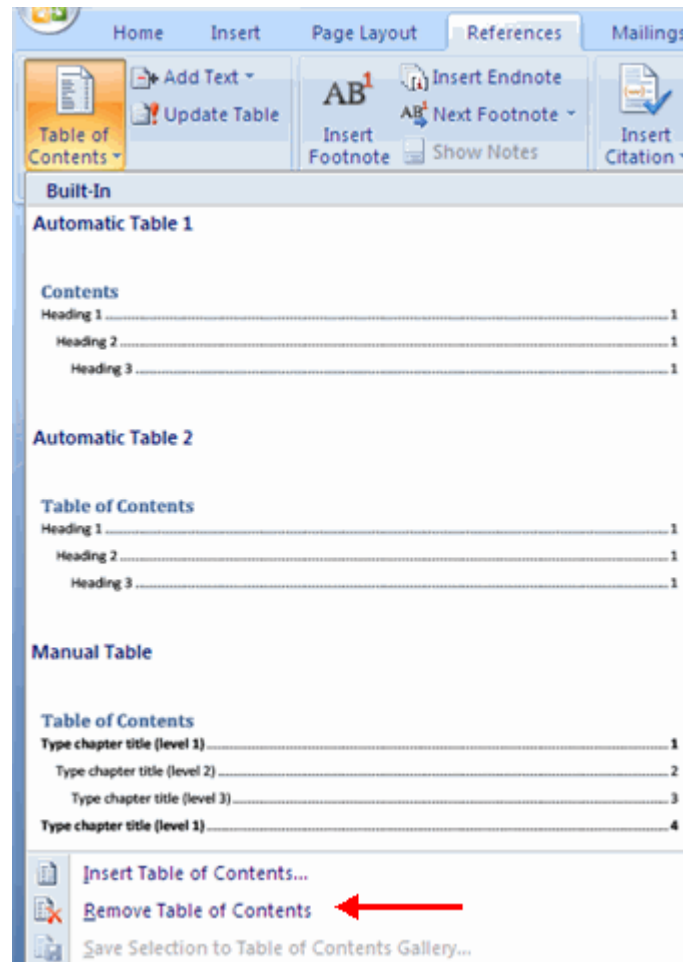 Home Insert Page Layout References Mailings
Add Text
Update Table
Table of
Contents
AB1
Insert
Footnote
Insert Endnote
AB1 Next Footnote
Show Notes
Insert
Citation
Built-In
Automatic Table 1
Contents
Heading 1 1
Heading 2 1
Heading 3 1
Automatic Table 2
Table of Contents
Heading 1 1
Heading 2 1
Heading 3 1
Manual Table
Table of Contents
Type chapter title (level 1) 1
Type chapter title (level 2) 2
Type chapter title (level 3) 3
Type chapter title (level 1) 4
Insert Table of Contents...
Remove Table of Contents
Save Selection to Table of Contents Gallery...